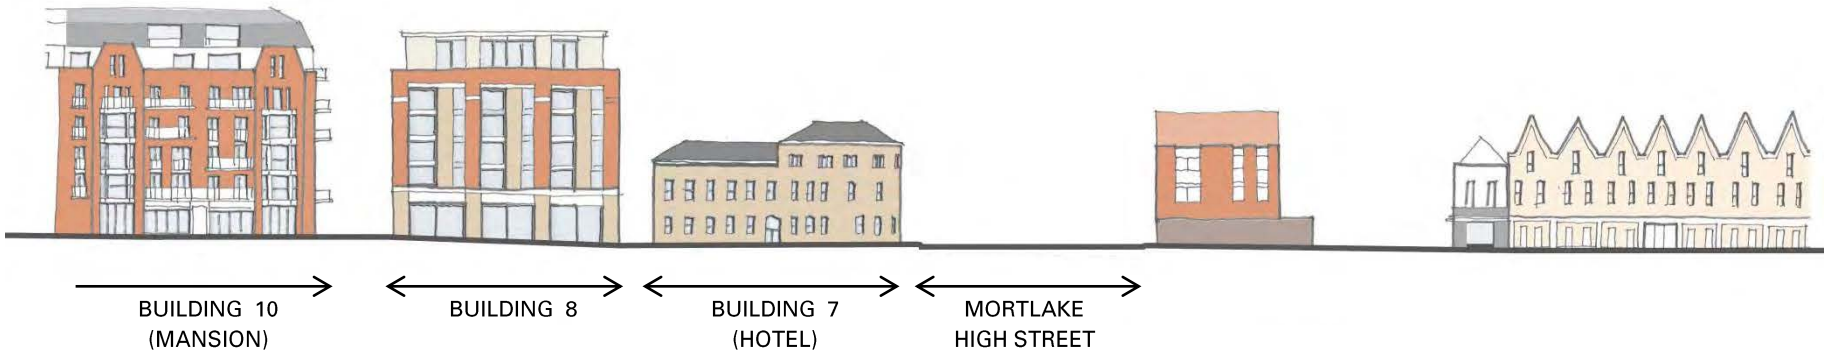 BUILDING 10
(MANSION)
BUILDING 8
BUILDING 7
(HOTEL)
MORTLAKE
HIGH STREET